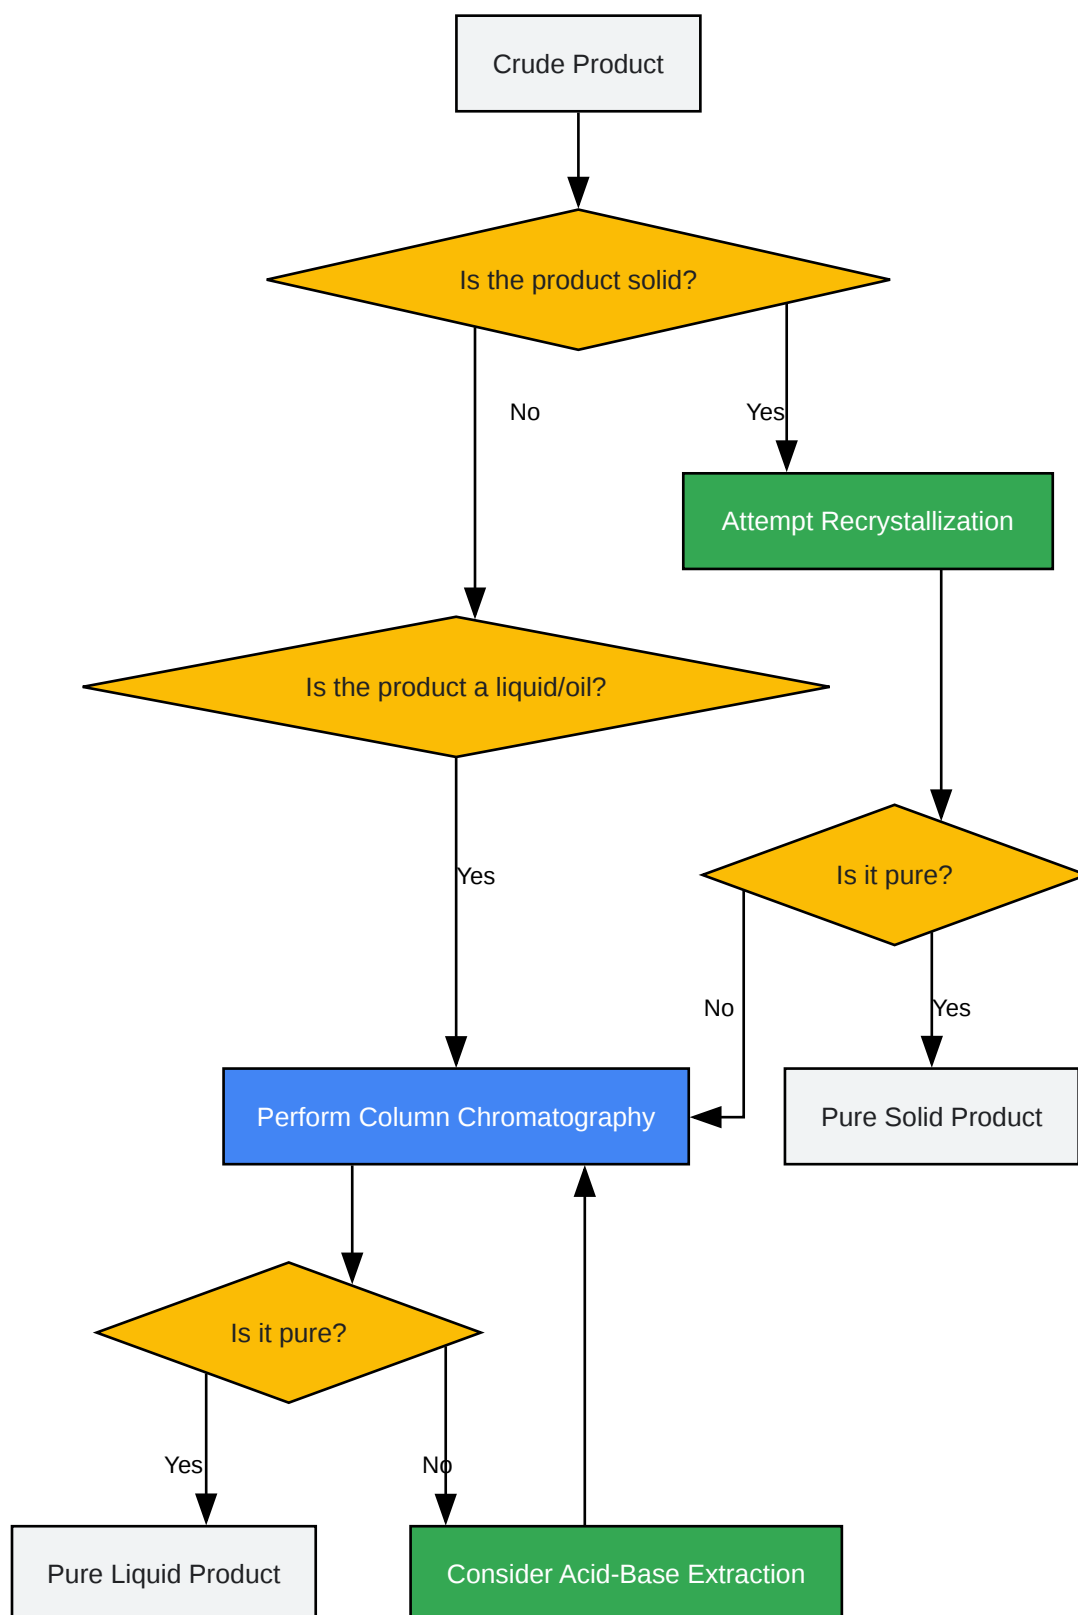 Crude Product
Is the product solid?
No
Yes
Attempt Recrystallization
Is the product a liquid/oil?
Yes
Is it pure?
No
Yes
Perform Column Chromatography
Pure Solid Product
Is it pure?
Yes
No
Pure Liquid Product
Consider Acid-Base Extraction